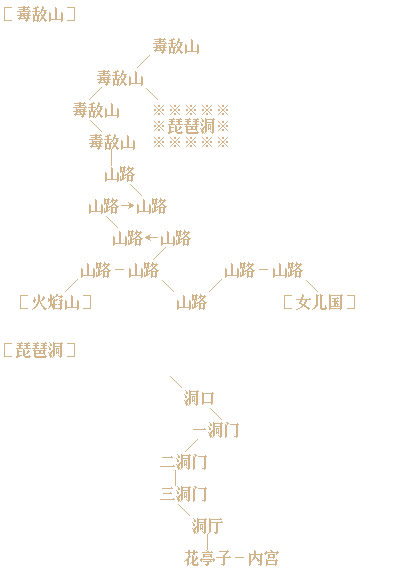 ［毒敌山］
毒敌山
毒敌山
毒敌山 ※※※※※
※琵琶洞※
毒敌山 ※※※※※
山路
山路→山路
山路←山路
山路－山路 山路－山路
［火焰山］ 山路 ［女儿国］
［琵琶洞］
洞口
一洞门
二洞门
三洞门
洞厅
花亭子－内宫